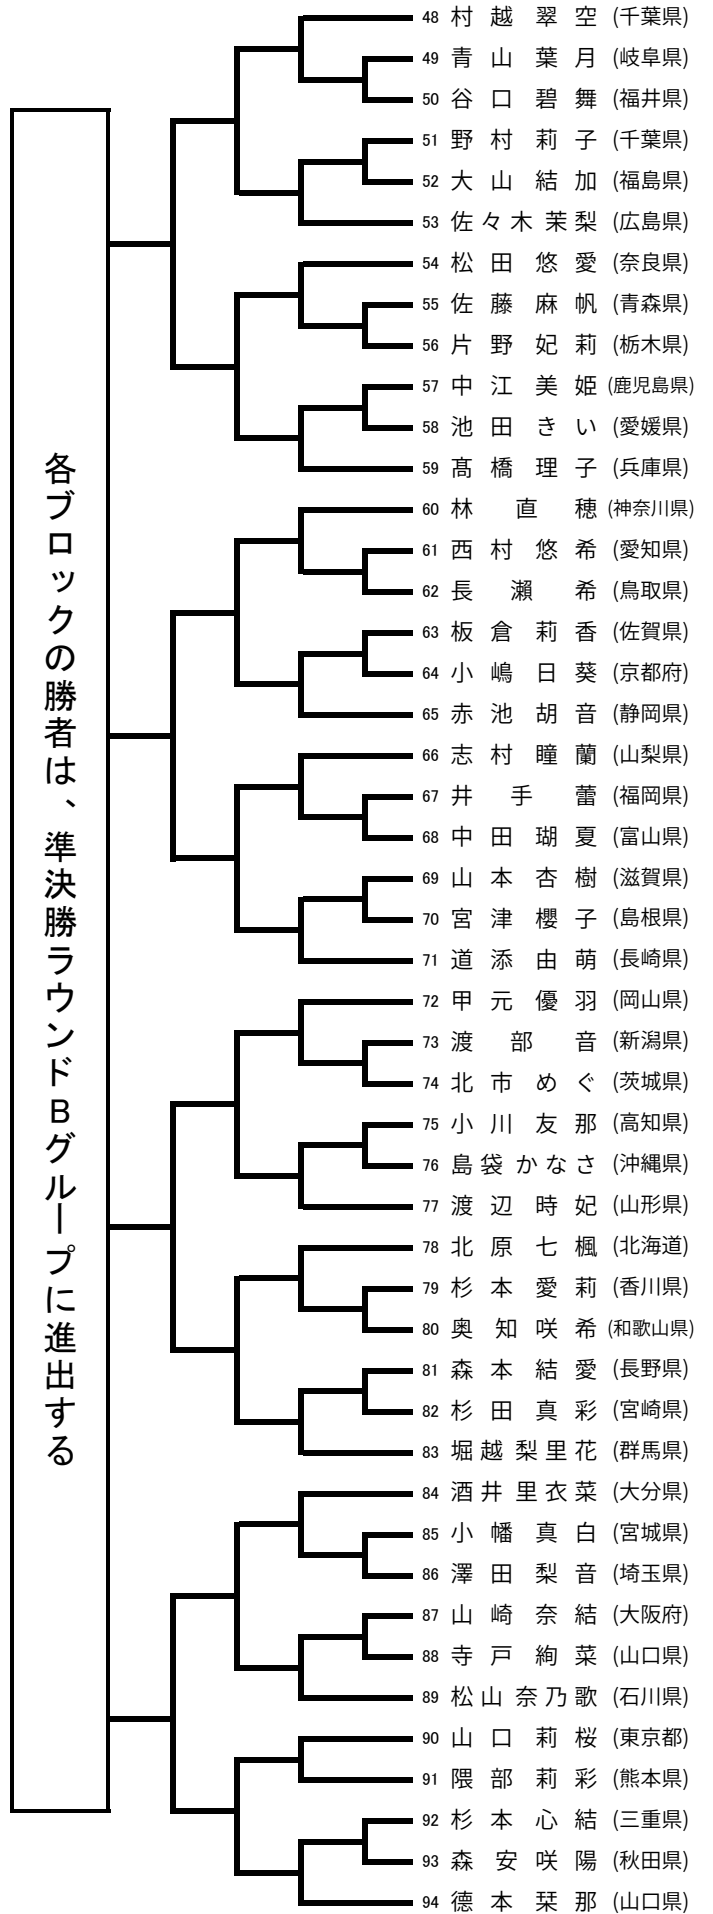 各ブロックの勝者は、準決勝ラウンドBグループに進出する
48 村越翠空 (千葉県)
49 青山葉月 (岐阜県)
50 谷口碧舞 (福井県)
51 野村莉子 (千葉県)
52 大山結加 (福島県)
53 佐々木茉梨 (広島県)
54 松田悠愛 (奈良県)
55 佐藤麻帆 (青森県)
56 片野妃莉 (栃木県)
57 中江美姫 (鹿児島県)
58 池田きい (愛媛県)
59 髙橋理子 (兵庫県)
60 林直穂 (神奈川県)
61 西村悠希 (愛知県)
62 長瀨希 (鳥取県)
63 板倉莉香 (佐賀県)
64 小嶋日葵 (京都府)
65 赤池胡音 (静岡県)
66 志村瞳蘭 (山梨県)
67 井手蕾 (福岡県)
68 中田瑚夏 (富山県)
69 山本杏樹 (滋賀県)
70 宮津櫻子 (島根県)
71 道添由萌 (長崎県)
72 甲元優羽 (岡山県)
73 渡部音 (新潟県)
74 北市めぐ (茨城県)
75 小川友那 (高知県)
76 島袋かなさ (沖縄県)
77 渡辺時妃 (山形県)
78 北原七楓 (北海道)
79 杉本愛莉 (香川県)
80 奥知咲希 (和歌山県)
81 森本結愛 (長野県)
82 杉田真彩 (宮崎県)
83 堀越梨里花 (群馬県)
84 酒井里衣菜 (大分県)
85 小幡真白 (宮城県)
86 澤田梨音 (埼玉県)
87 山崎奈結 (大阪府)
88 寺戸絢菜 (山口県)
89 松山奈乃歌 (石川県)
90 山口莉桜 (東京都)
91 隈部莉彩 (熊本県)
92 杉本心結 (三重県)
93 森安咲陽 (秋田県)
94 德本栞那 (山口県)